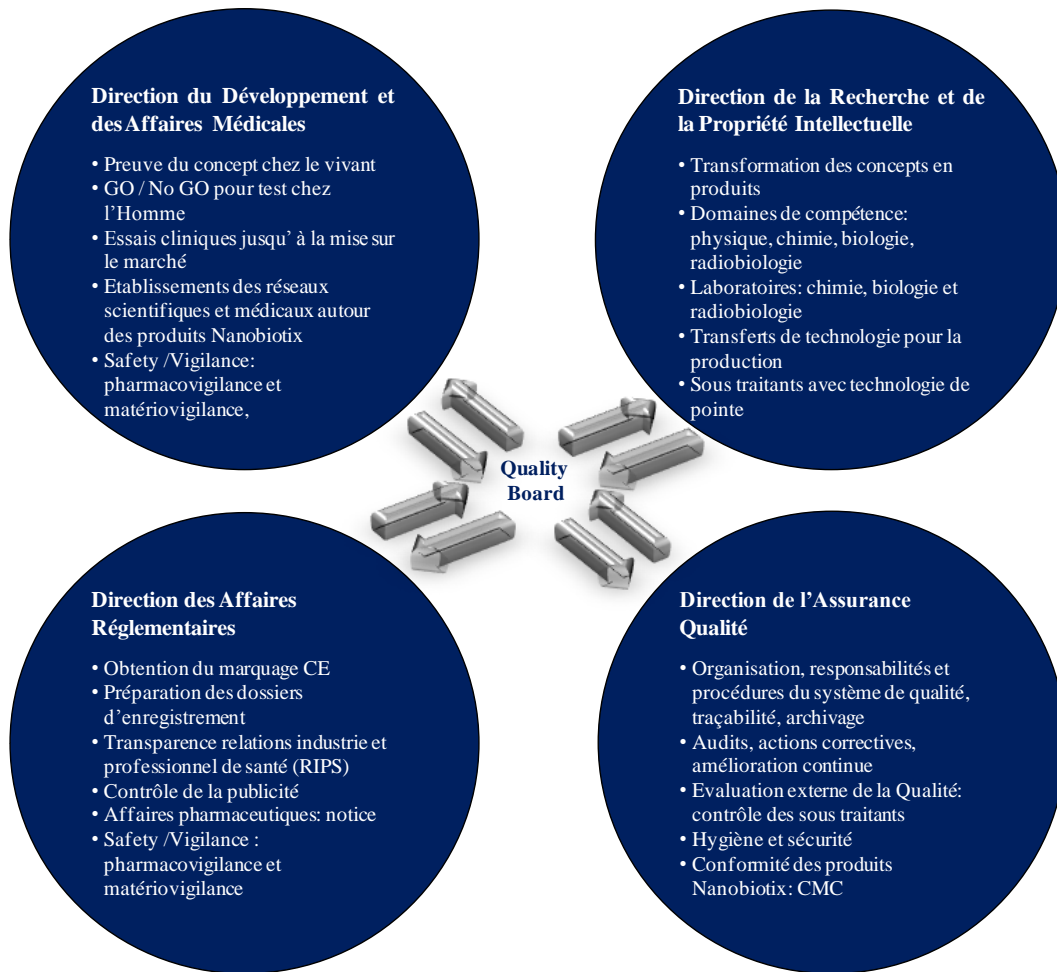 Direction du Développement et
des Affaires Médicales
• Preuve du concept chez le vivant
• GO / No GO pour test chez
l’Homme
• Essais cliniques jusqu’ à la mise sur
le marché
• Etablissements des réseaux
scientifiques et médicaux autour
des produits Nanobiotix
• Safety /Vigilance:
pharmacovigilance et
matériovigilance,
Direction de la Recherche et de
la Propriété Intellectuelle
• Transformation des concepts en
produits
• Domaines de compétence:
physique, chimie, biologie,
radiobiologie
• Laboratoires: chimie, biologie et
radiobiologie
• Transferts de technologie pour la
production
• Sous traitants avec technologie de
pointe
Quality
Board
Direction des Affaires
Réglementaires
• Obtention du marquage CE
• Préparation des dossiers
d’enregistrement
• Transparence relations industrie et
professionnel de santé (RIPS)
• Contrôle de la publicité
• Affaires pharmaceutiques: notice
• Safety /Vigilance :
pharmacovigilance et
matériovigilance
Direction de l’Assurance
Qualité
• Organisation, responsabilités et
procédures du système de qualité,
traçabilité, archivage
• Audits, actions correctives,
amélioration continue
• Evaluation externe de la Qualité:
contrôle des sous traitants
• Hygiène et sécurité
• Conformité des produits
Nanobiotix: CMC